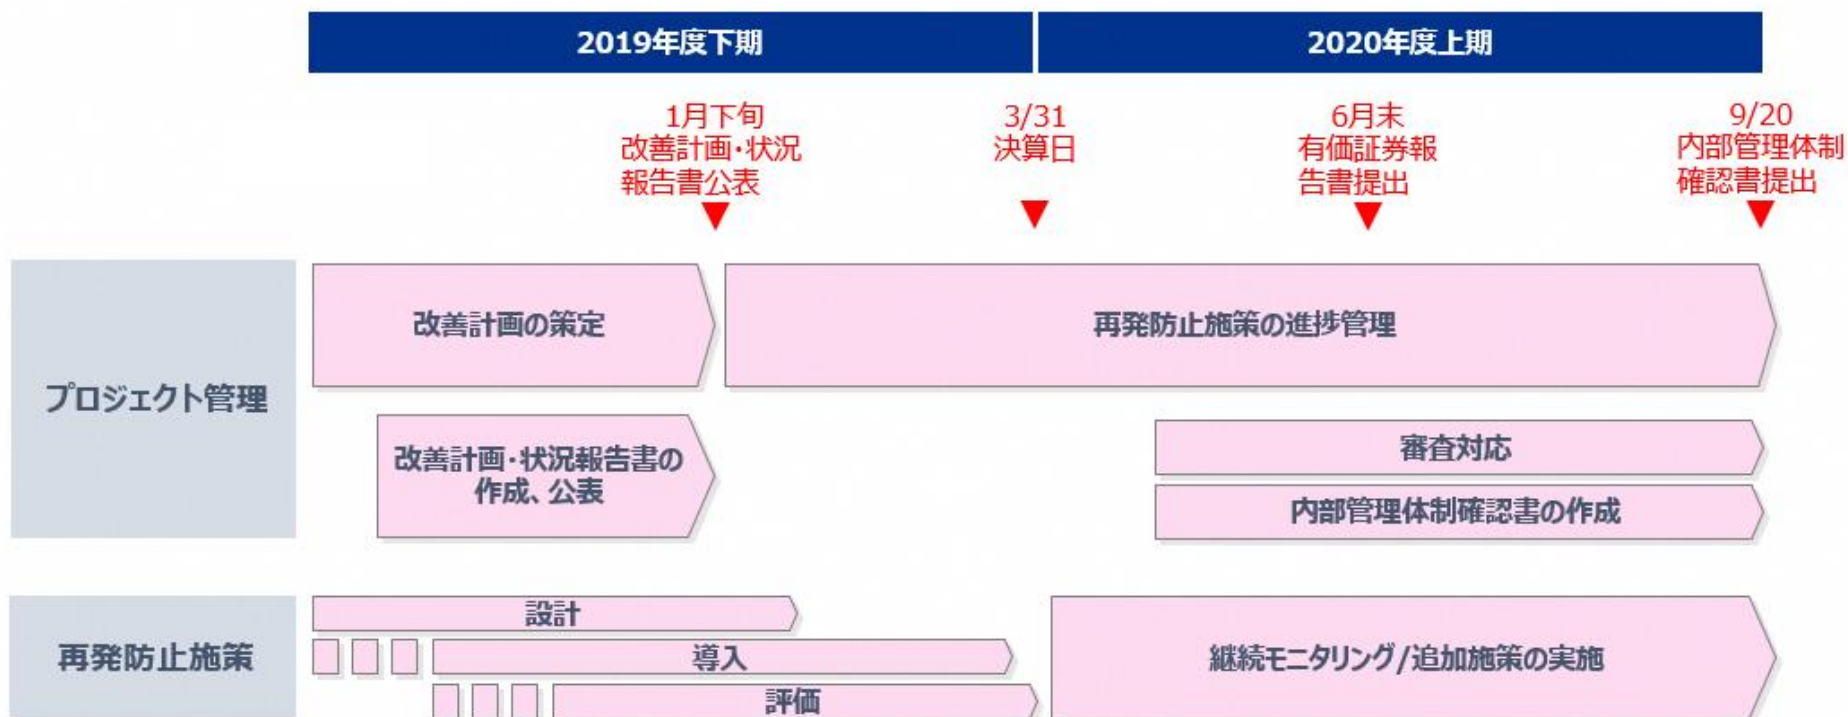 2019年度下期
2020年度上期
1月下旬
改善計画・状況
報告書公表
3/31
決算日
6月末
有価証券報
告書提出
9/20
内部管理体制
確認書提出
プロジェクト管理
改善計画の策定
再発防止施策の進捗管理
改善計画・状況報告書の
作成、公表
審査対応
内部管理体制確認書の作成
再発防止施策
設計
導入
評価
継続モニタリング/追加施策の実施